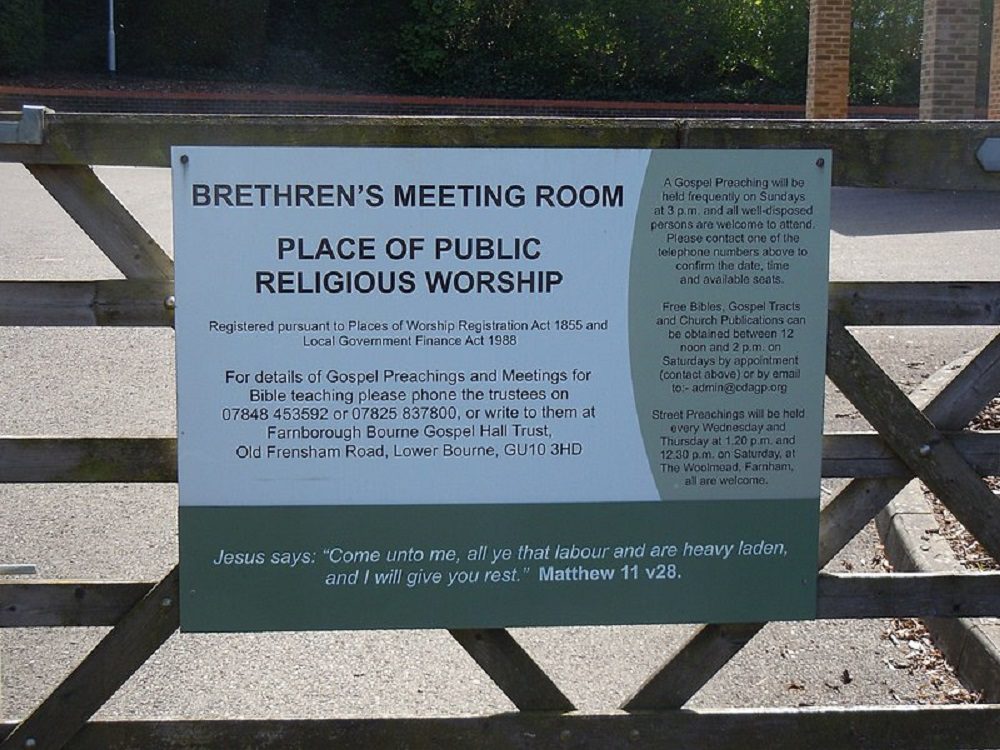 BRETHREN'S MEETING ROOM
PLACE OF PUBLIC
RELIGIOUS WORSHIP
Registered pursuant to Places of Worship Registration Act 1855 and
Local Government Finance Act 1988
For details of Gospel Preachings and Meetings for
Bible teaching please phone the trustees on
07848 453592 or 07825 837800, or write to them at
Farnborough Bourne Gospel Hall Trust,
Old Frensham Road, Lower Bourne, GU10 3HD
A Gospel Preaching will be
held frequently on Sundays
at 3 p.m. and all well-disposed
persons are welcome to attend.
Please contact one of the
telephone numbers above to
confirm the date, time
and available seats.
Free Bibles, Gospel Tracts
and Church Publications can
be obtained between 12
noon and 2 p.m. on
Saturdays by appointment
(contact above) or by email
to:- admin@cdagp.org
Street Preachings will be held
every Wednesday and
Thursday at 1.20 p.m. and
12.30 p.m. on Saturday, at
The Woolmead, Farnham,
all are welcome.
Jesus says: "Come unto me, all ye that labour and are heavy laden,
and I will give you rest." Matthew 11 v28.